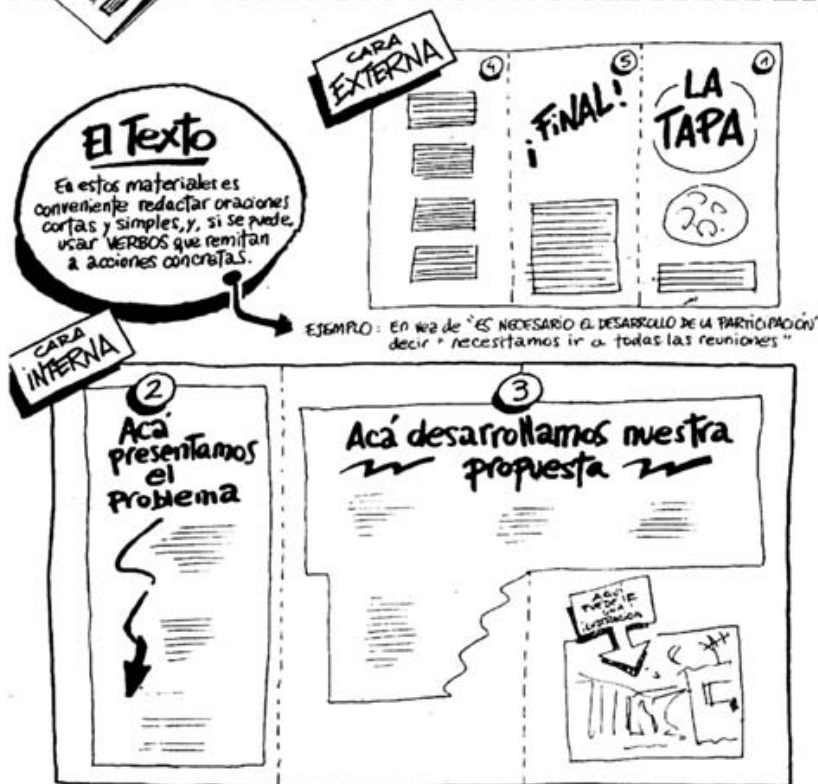 CARA
EXTERNA
4
5
1
¡FINAL!
LA
TAPA
El Texto
En estos materiales es
conveniente redactar oraciones
cortas y simples, y, si se puede,
usar VERBOS que remitan
a acciones concretas.
EJEMPLO: En vez de "ES NECESARIO EL DESARROLLO DE LA PARTICIPACIÓN"
decir "necesitamos ir a todas las reuniones"
CARA
INTERNA
2
Acá
presentamos
el
problema
3
Acá desarrollamos nuestra
propuesta
AQUÍ
PUEDE IR
UNA
ILUSTRACIÓN